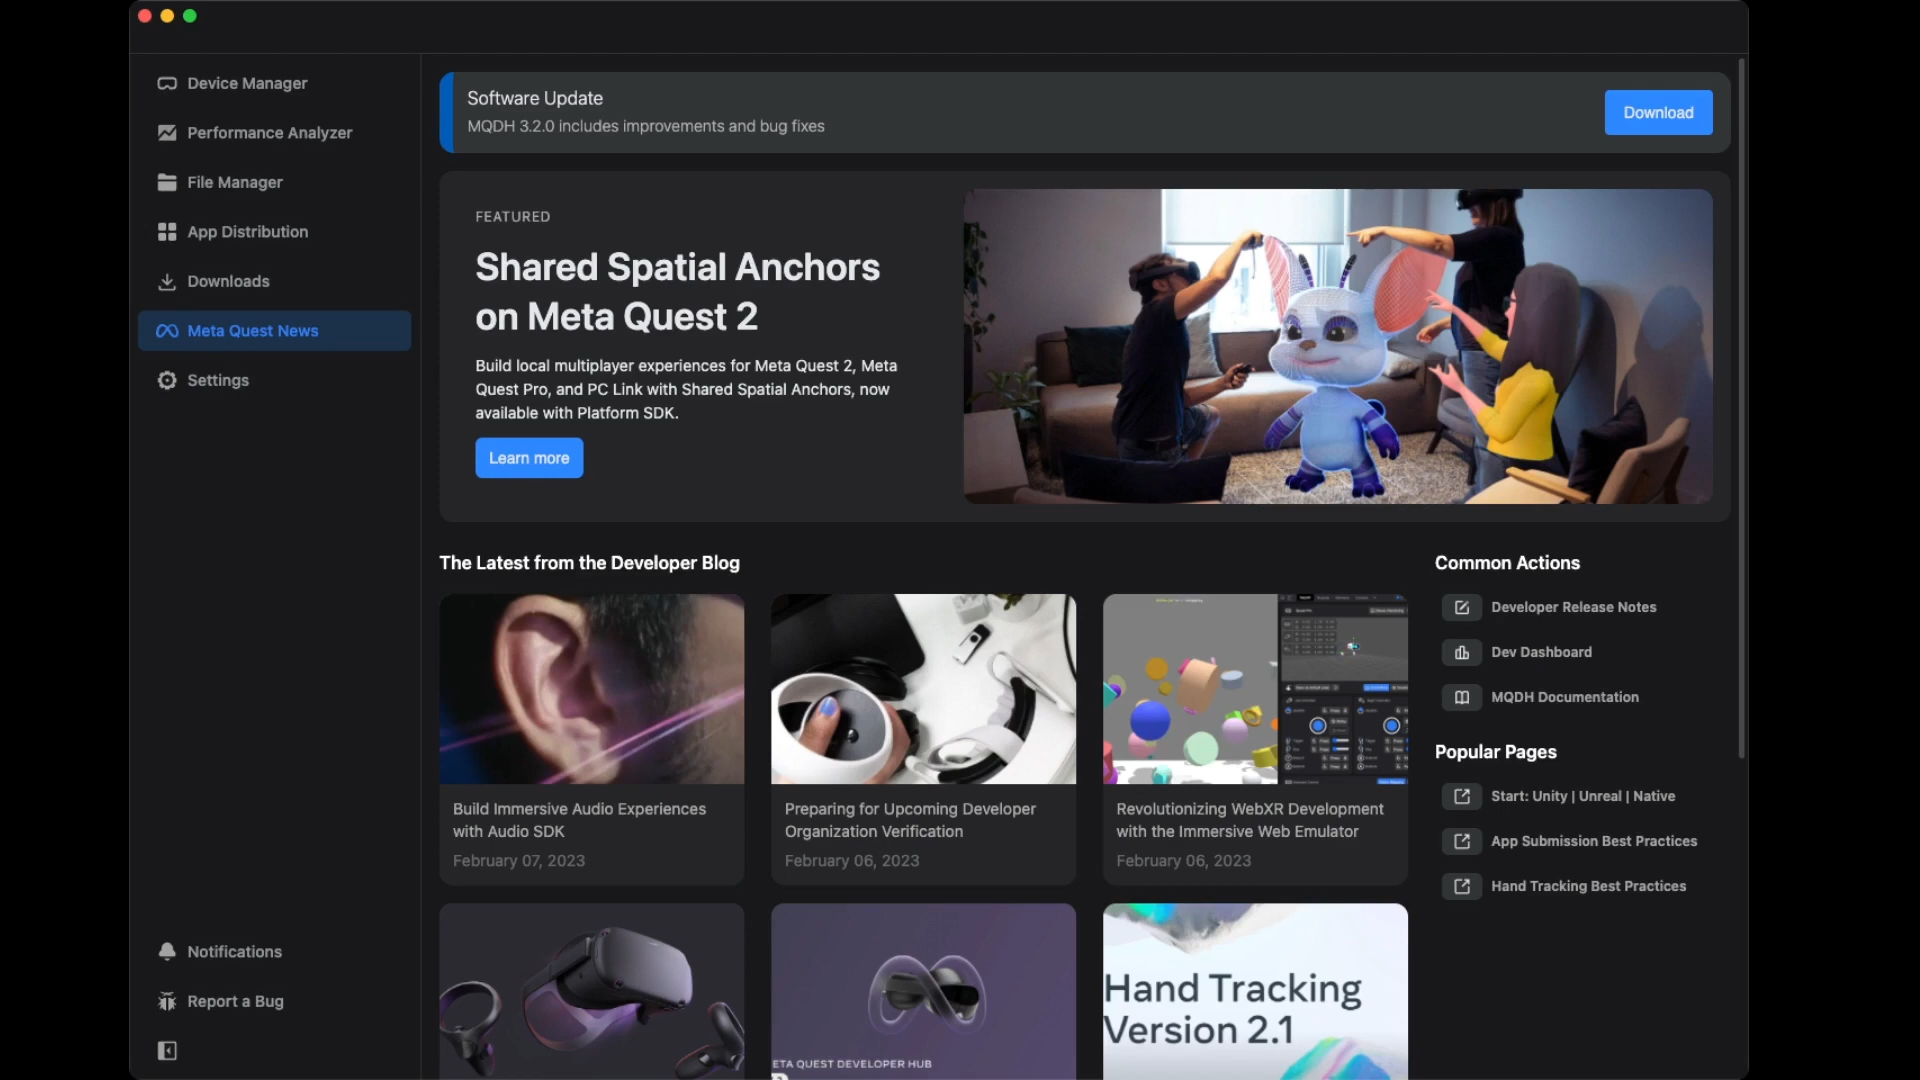 Device Manager
Performance Analyzer
File Manager
App Distribution
Downloads
Meta Quest News
Settings
Notifications
Report a Bug
Software Update
MQDH 3.2.0 includes improvements and bug fixes
Download
FEATURED
Shared Spatial Anchors
on Meta Quest 2
Build local multiplayer experiences for Meta Quest 2, Meta
Quest Pro, and PC Link with Shared Spatial Anchors, now
available with Platform SDK.
Learn more
The Latest from the Developer Blog
Build Immersive Audio Experiences
with Audio SDK
February 07, 2023
Preparing for Upcoming Developer
Organization Verification
February 06, 2023
Revolutionizing WebXR Development
with the Immersive Web Emulator
February 06, 2023
ETA QUEST DEVELOPER HUB
Hand Tracking
Version 2.1
Common Actions
Developer Release Notes
Dev Dashboard
MQDH Documentation
Popular Pages
Start: Unity | Unreal | Native
App Submission Best Practices
Hand Tracking Best Practices